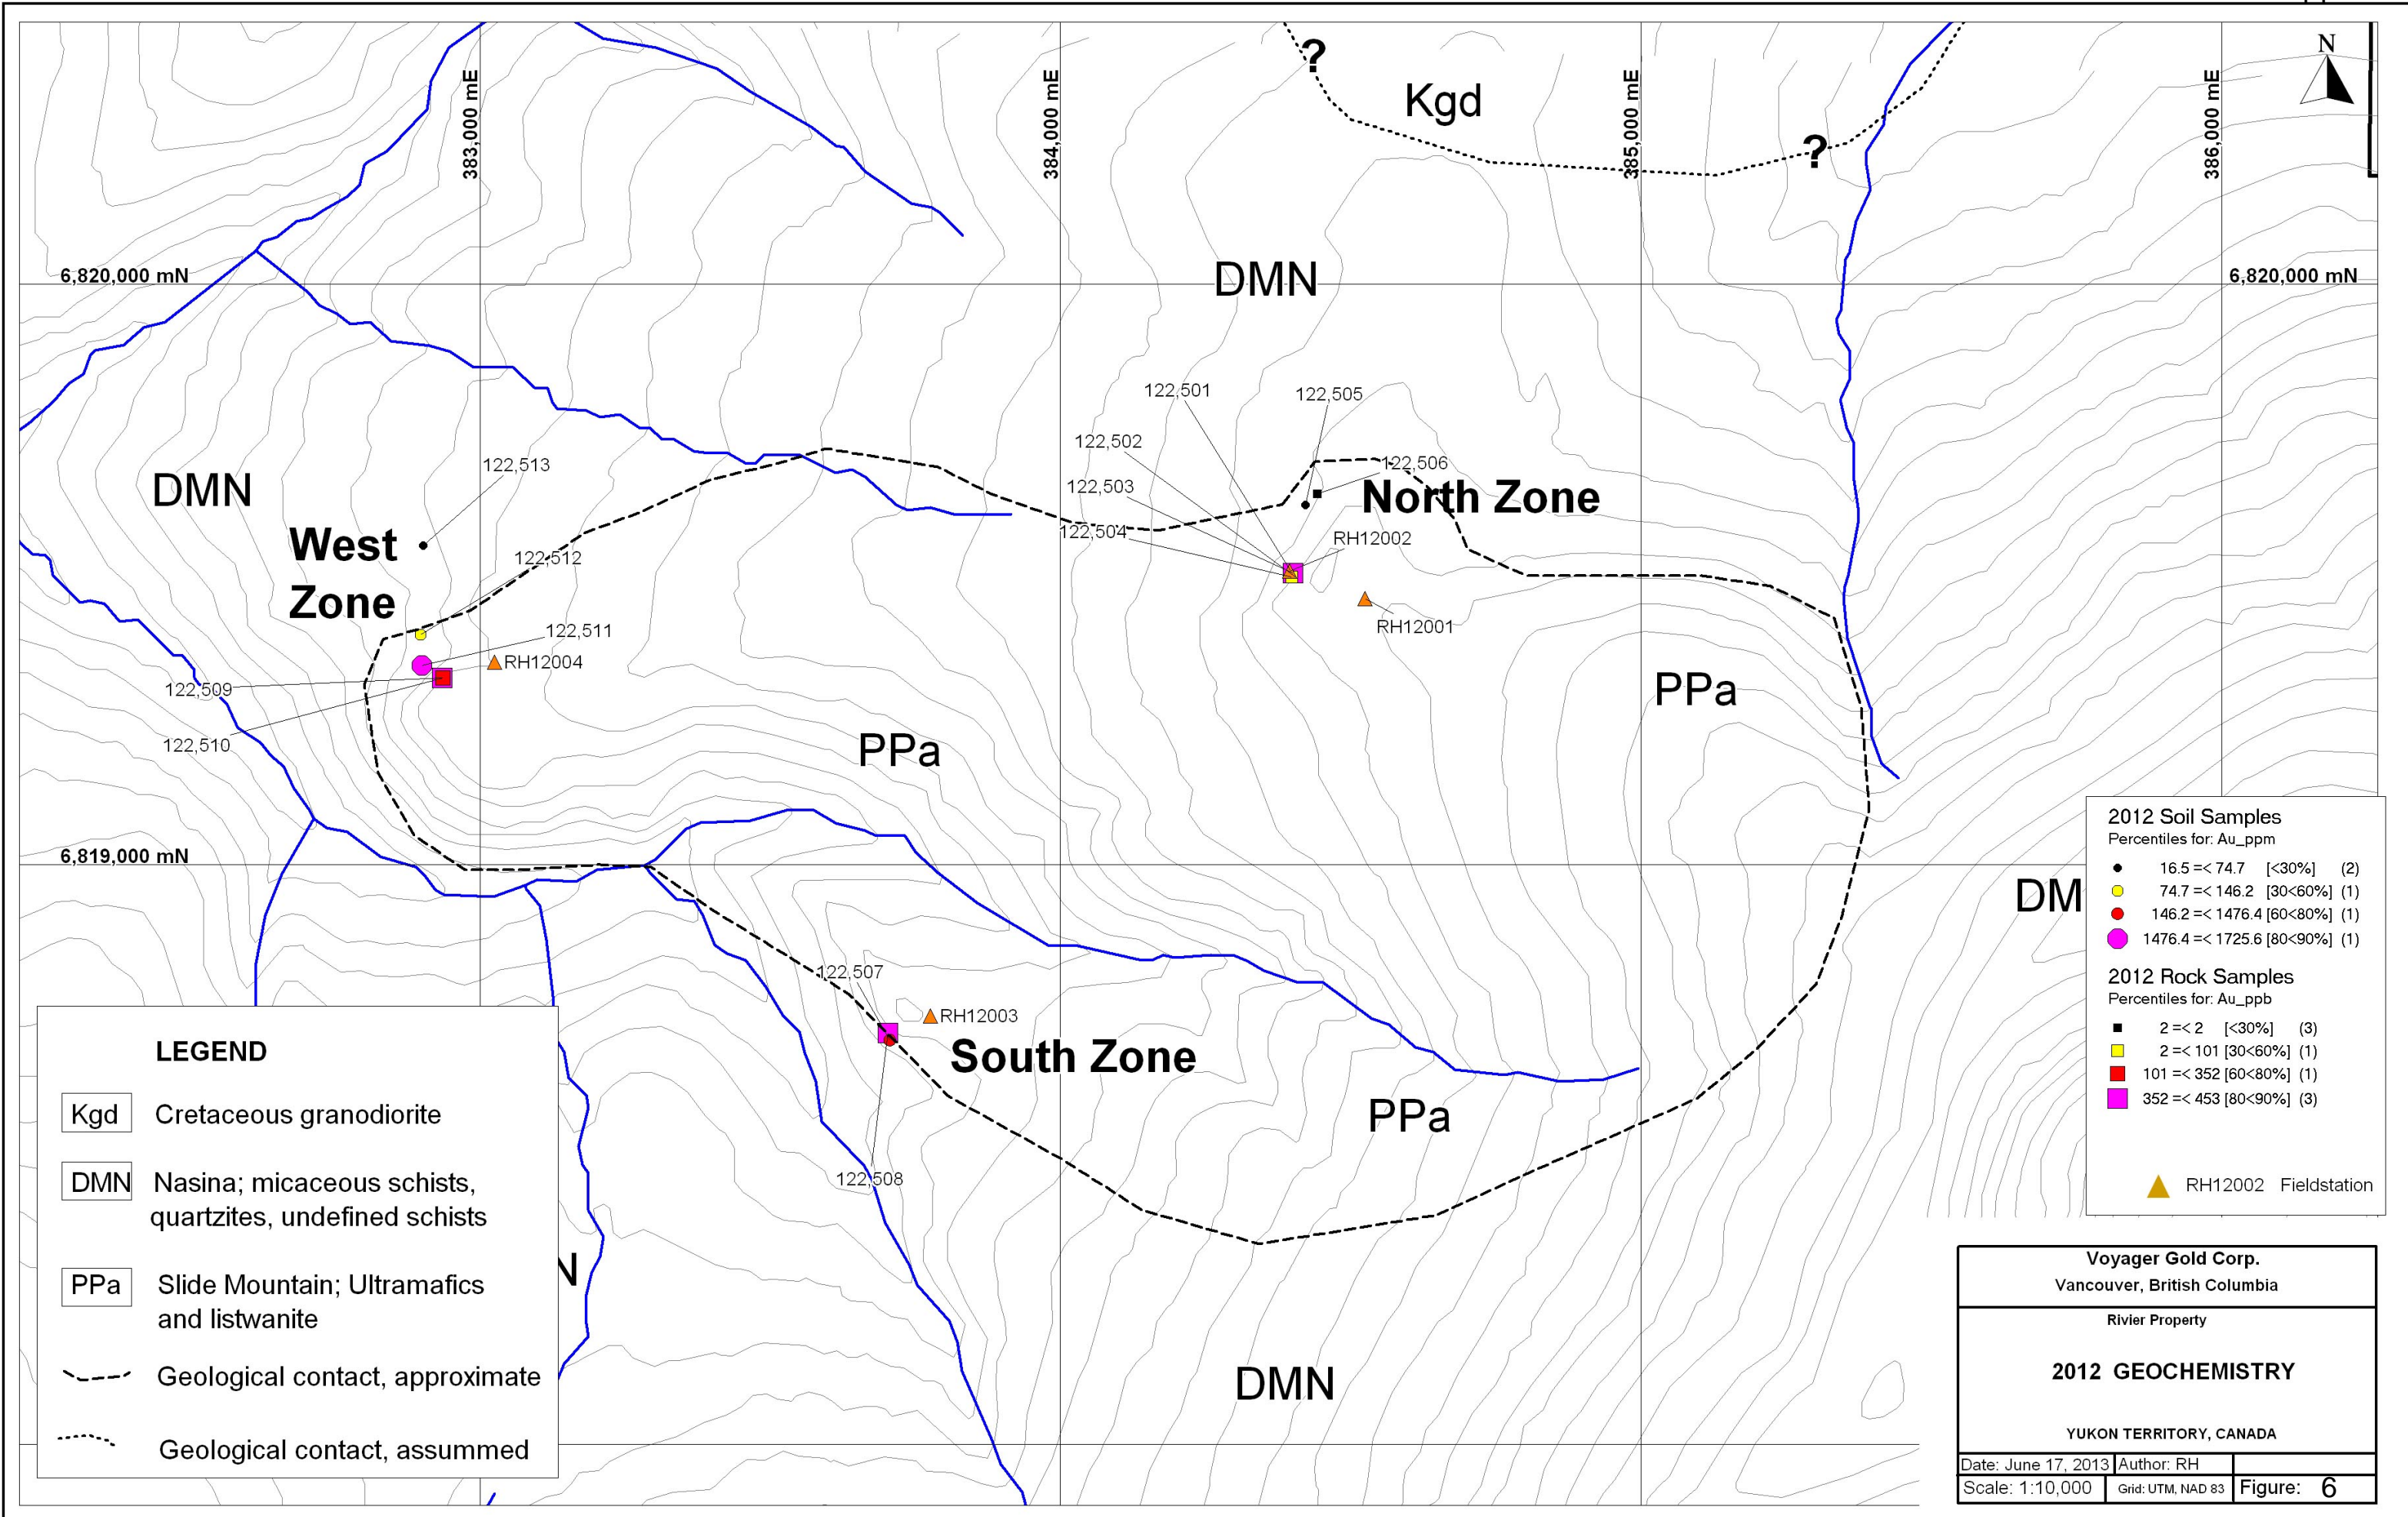 ?
Kgd
383,000 mE
384,000 mE
385,000 mE
386,000 mE
N
?
6,820,000 mN
DMN
6,820,000 mN
122,501
122,505
122,502
122,513
122,506
DMN
122,503
North Zone
West
Zone
122,504
RH12002
122,512
RH12001
122,511
RH12004
122,509
PPa
122,510
PPa
6,819,000 mN
DM
122,507
RH12003
South Zone
PPa
122,508
N
DMN
2012 Soil Samples
Percentiles for: Au_ppm
16.5 =< 74.7 [<30%] (2)
74.7 =< 146.2 [30<60%] (1)
146.2 =< 1476.4 [60<80%] (1)
1476.4 =< 1725.6 [80<90%] (1)
2012 Rock Samples
Percentiles for: Au_ppb
2 =< 2 [<30%] (3)
2 =< 101 [30<60%] (1)
101 =< 352 [60<80%] (1)
352 =< 453 [80<90%] (3)
RH12002 Fieldstation
LEGEND
Kgd Cretaceous granodiorite
DMN Nasina; micaceous schists,
quartzites, undefined schists
PPa Slide Mountain; Ultramafics
and listwanite
Geological contact, approximate
Geological contact, assummed
Voyager Gold Corp.
Vancouver, British Columbia
Rivier Property
2012 GEOCHEMISTRY
YUKON TERRITORY, CANADA
Date: June 17, 2013 Author: RH
Scale: 1:10,000 Grid: UTM, NAD 83 Figure: 6